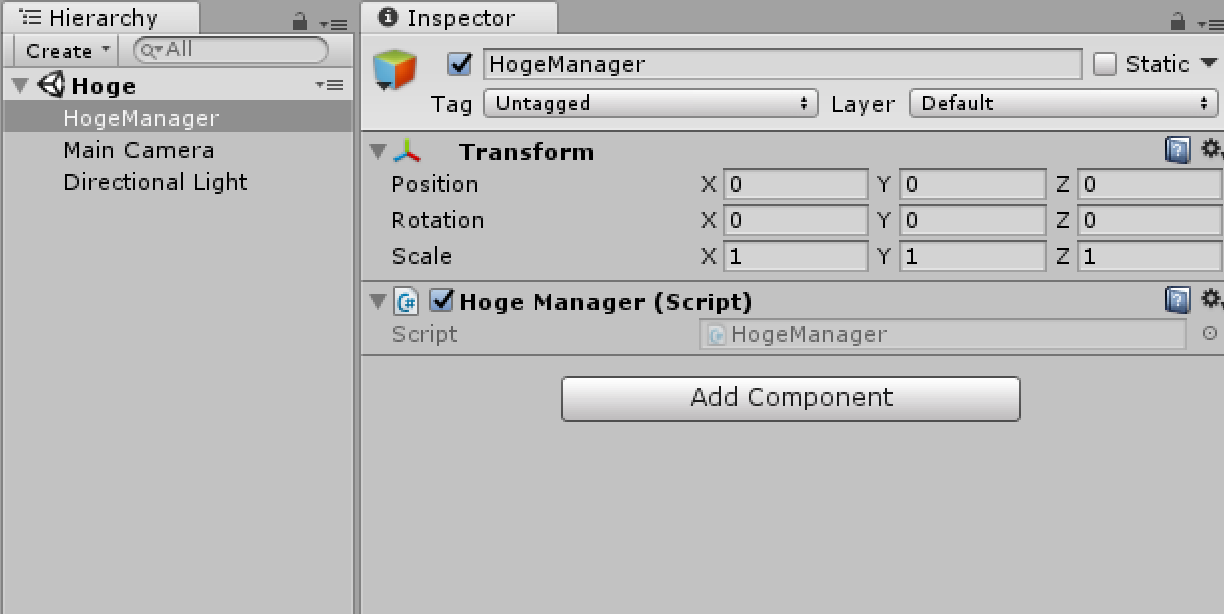 Hierarchy
Create All
Hoge
HogeManager
Main Camera
Directional Light
Inspector
HogeManager Static
Tag Untagged Layer Default
Transform
Position X 0 Y 0 Z 0
Rotation X 0 Y 0 Z 0
Scale X 1 Y 1 Z 1
Hoge Manager (Script)
Script HogeManager
Add Component